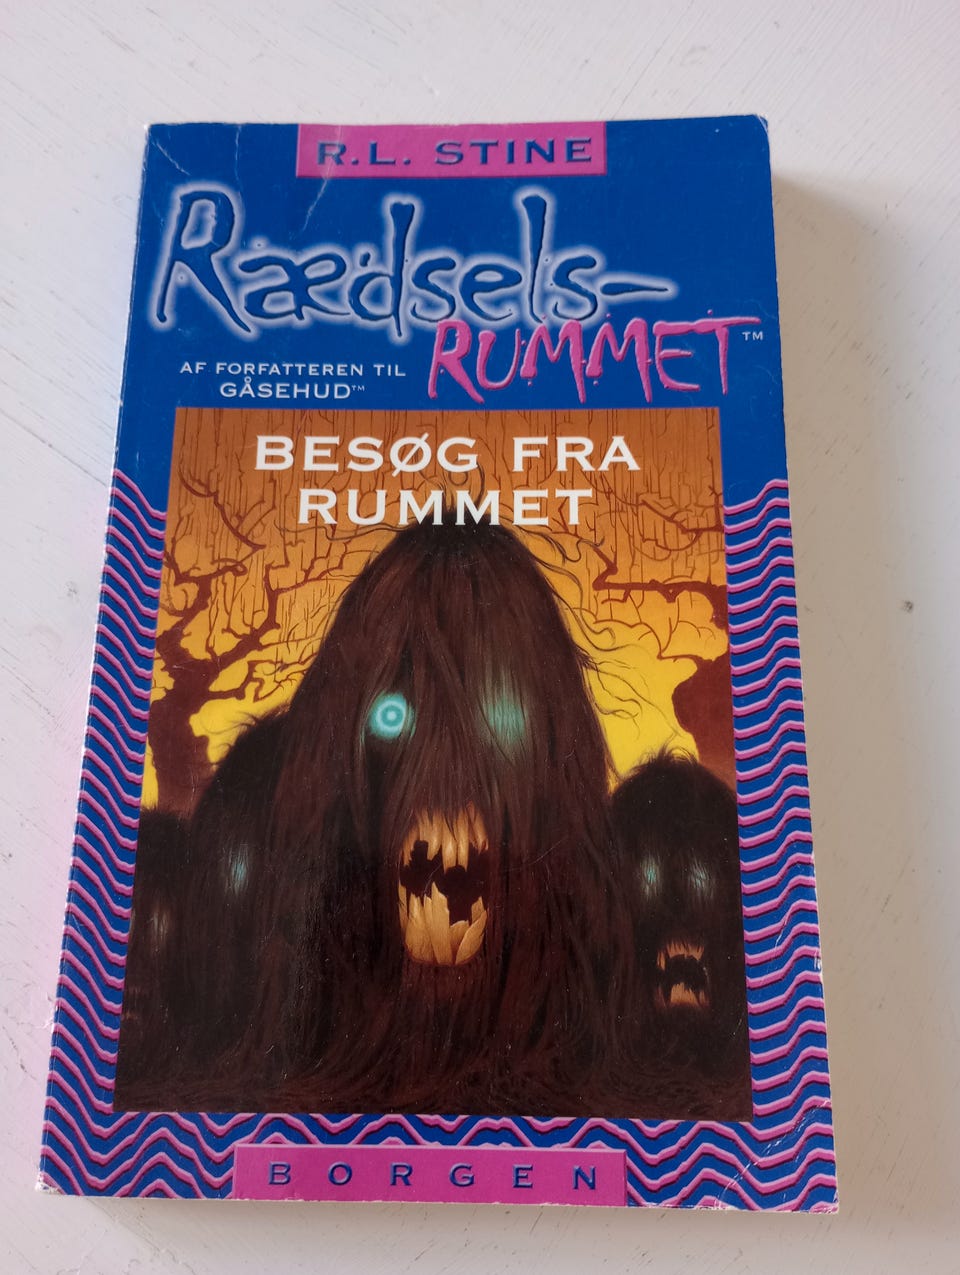 R.L. STINE
Rædsels-
RUMMET™
AF FORFATTEREN TIL
GÅSEHUD™
BESØG FRA
RUMMET
BORGEN